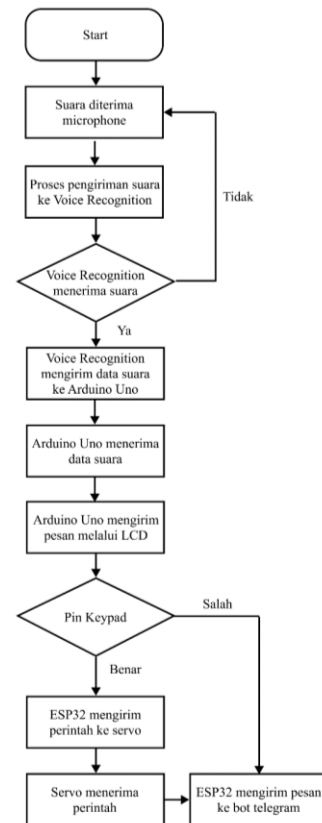 Start
Suara diterima
microphone
Proses pengiriman suara
ke Voice Recognition
Tidak
Voice Recognition
menerima suara
Ya
Voice Recognition
mengirim data suara
ke Arduino Uno
Arduino Uno menerima
data suara
Arduino Uno mengirim
pesan melalui LCD
Pin Keypad
Salah
Benar
ESP32 mengirim
perintah ke servo
Servo menerima
perintah
ESP32 mengirim pesan
ke bot telegram